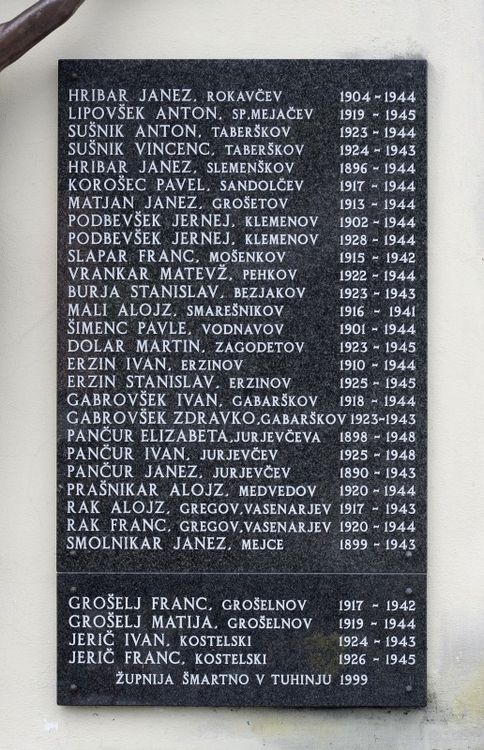 HRIBAR JANEZ, ROKAVČEV 1904 - 1944
LIPOVŠEK ANTON, SP.MEJAČEV 1919 - 1945
SUŠNIK ANTON, TABERŠKOV 1923 - 1944
SUŠNIK VINCENC, TABERŠKOV 1924 - 1943
HRIBAR JANEZ, SLEMENŠKOV 1896 - 1944
KOROŠEC PAVEL, SANDOLČEV 1917 - 1944
MATJAN JANEZ, GROŠETOV 1913 - 1944
PODBEVŠEK JERNEJ, KLEMENOV 1902 - 1944
PODBEVŠEK JERNEJ, KLEMENOV 1928 - 1944
SLAPAR FRANC, MOŠENKOV 1915 - 1942
VRANKAR MATEVŽ, PEHKOV 1922 - 1944
BURJA STANISLAV, BEZJAKOV 1923 - 1943
MALI ALOJZ, SMAREŠNIKOV 1916 - 1941
ŠIMENC PAVLE, VODNAVOV 1901 - 1944
DOLAR MARTIN, ZAGODETOV 1923 - 1945
ERZIN IVAN, ERZINOV 1910 - 1944
ERZIN STANISLAV, ERZINOV 1925 - 1945
GABROVŠEK IVAN, GABARŠKOV 1918 - 1944
GABROVŠEK ZDRAVKO, GABARŠKOV 1923-1943
PANČUR ELIZABETA, JURJEVČEVA 1898 - 1948
PANČUR IVAN, JURJEVČEV 1925 - 1948
PANČUR JANEZ, JURJEVČEV 1890 - 1943
PRAŠNIKAR ALOJZ, MEDVEDOV 1920 - 1944
RAK ALOJZ, GREGOV, VASENARJEV 1917 - 1943
RAK FRANC, GREGOV, VASENARJEV 1920 - 1944
SMOLNIKAR JANEZ, MEJCE 1899 - 1943
GROŠELJ FRANC, GROŠELNOV 1917 - 1942
GROŠELJ MATIJA, GROŠELNOV 1919 - 1944
JERIČ IVAN, KOSTELSKI 1924 - 1943
JERIČ FRANC, KOSTELSKI 1926 - 1945
ŽUPNIJA ŠMARTNO V TUHINJU 1999